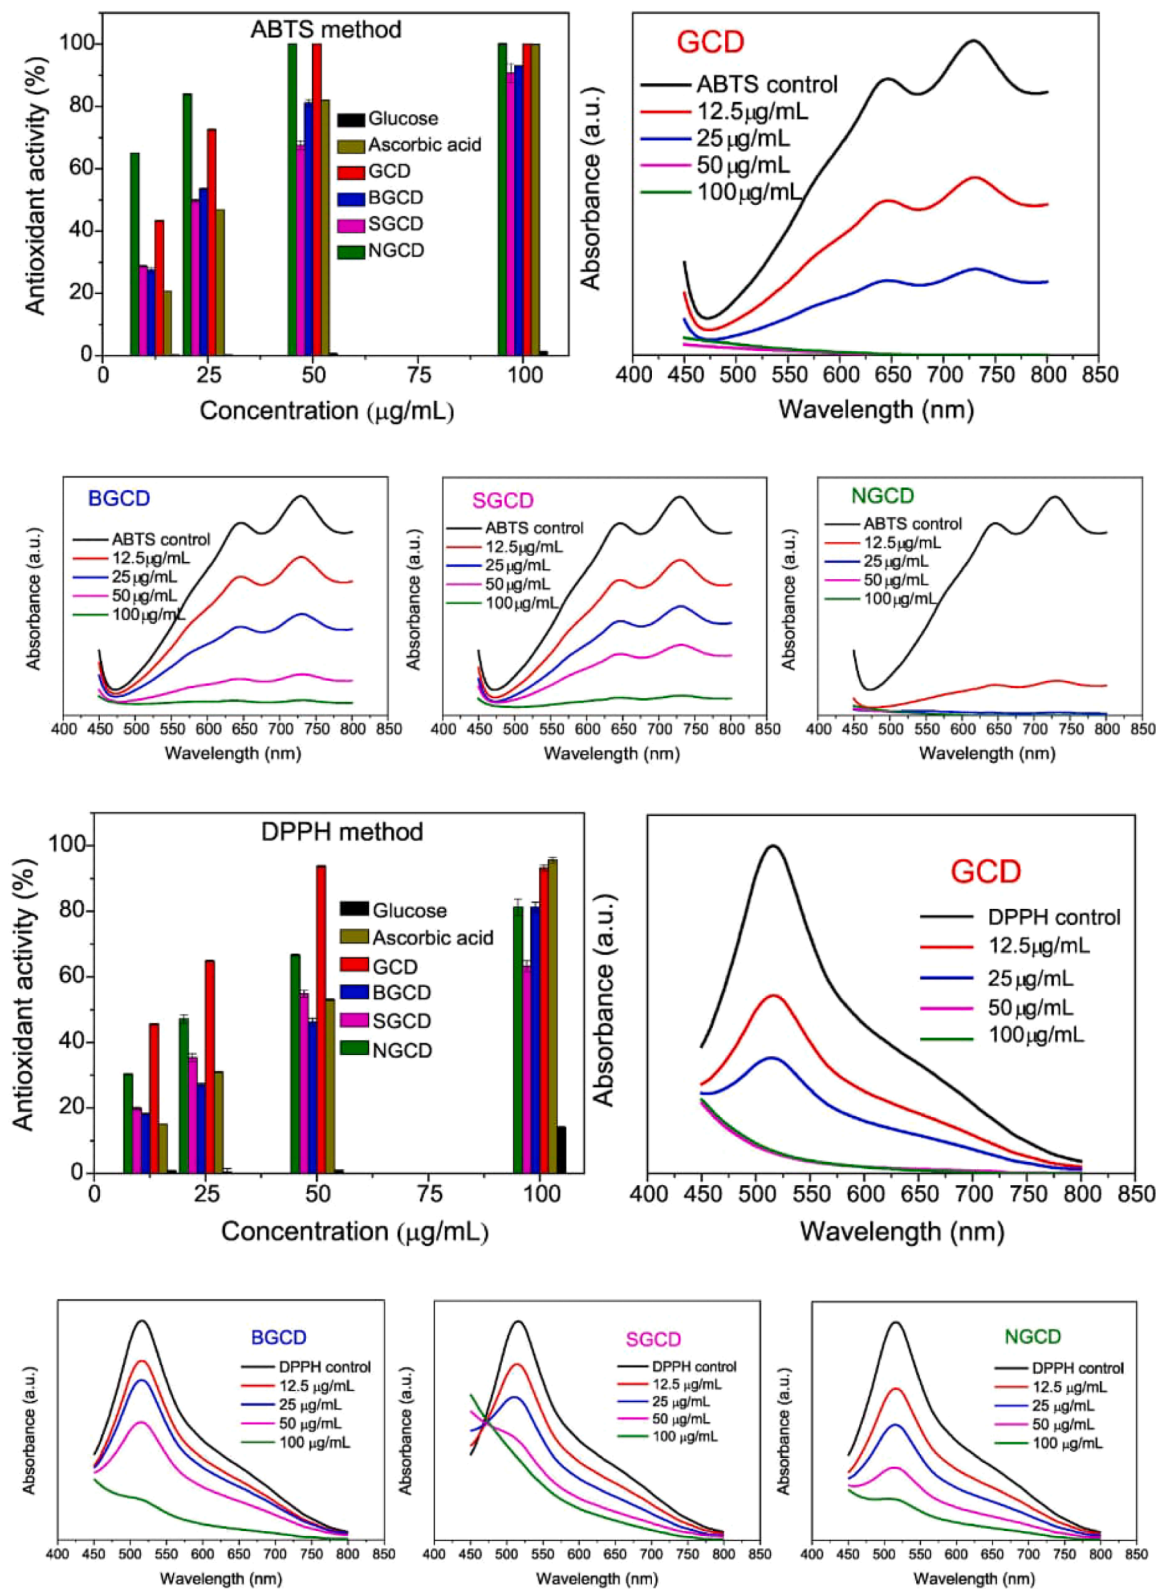 ABTS method
Antioxidant activity (%)
100
80
60
40
20
0
Glucose
Ascorbic acid
GCD
BGCD
SGCD
NGCD
0 25 50 75 100
Concentration (μg/mL)
GCD
Absorbance (a.u.)
ABTS control
12.5μg/mL
25μg/mL
50μg/mL
100μg/mL
400 450 500 550 600 650 700 750 800 850
Wavelength (nm)
BGCD
Absorbance (a.u.)
ABTS control
12.5μg/mL
25 μg/mL
50 μg/mL
100μg/mL
400 450 500 550 600 650 700 750 800 850
Wavelength (nm)
SGCD
Absorbance (a.u.)
ABTS control
12.5μg/mL
25 μg/mL
50 μg/mL
100μg/mL
400 450 500 550 600 650 700 750 800 850
Wavelength (nm)
NGCD
Absorbance (a.u.)
ABTS control
12.5μg/mL
25 μg/mL
50 μg/mL
100μg/mL
400 450 500 550 600 650 700 750 800 850
Wavelength (nm)
DPPH method
Antioxidant activity (%)
100
80
60
40
20
0
Glucose
Ascorbic acid
GCD
BGCD
SGCD
NGCD
0 25 50 75 100
Concentration (μg/mL)
GCD
Absorbance (a.u.)
DPPH control
12.5μg/mL
25μg/mL
50μg/mL
100μg/mL
400 450 500 550 600 650 700 750 800 850
Wavelength (nm)
BGCD
Absorbance (a.u.)
DPPH control
12.5 μg/mL
25 μg/mL
50 μg/mL
100 μg/mL
400 450 500 550 600 650 700 750 800 850
Wavelength (nm)
SGCD
Absorbance (a.u.)
DPPH control
12.5 μg/mL
25 μg/mL
50 μg/mL
100 μg/mL
400 450 500 550 600 650 700 750 800 850
Wavelength (nm)
NGCD
Absorbance (a.u.)
DPPH control
12.5 μg/mL
25 μg/mL
50 μg/mL
100 μg/mL
400 450 500 550 600 650 700 750 800 850
Wavelength (nm)